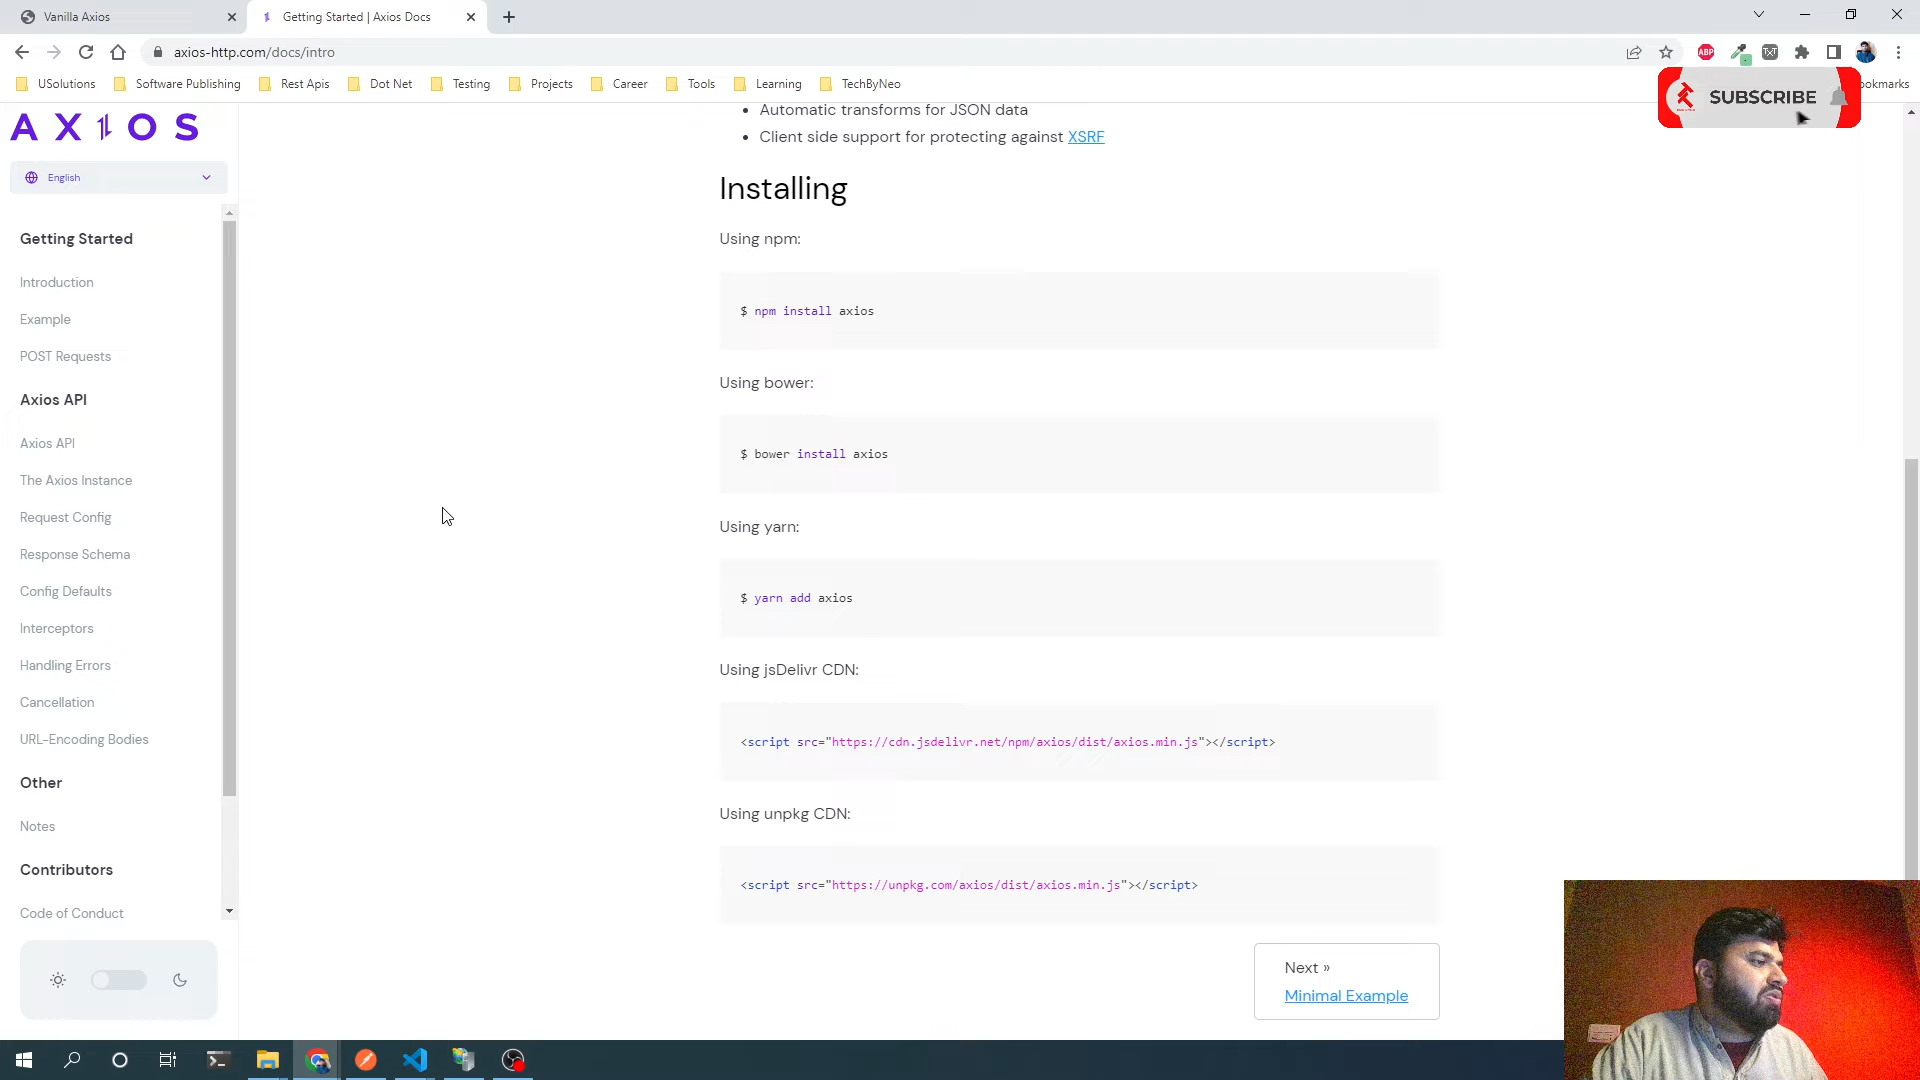 Vanilla Axios
Getting Started | Axios Docs
axios-http.com/docs/intro
ABP
TXT
USolutions
Software Publishing
Rest Apis
Dot Net
Testing
Projects
Career
Tools
Learning
TechByNeo
ookmarks
SUBSCRIBE
AXIOS
English
Getting Started
Introduction
Example
POST Requests
Axios API
Axios API
The Axios Instance
Request Config
Response Schema
Config Defaults
Interceptors
Handling Errors
Cancellation
URL-Encoding Bodies
Other
Notes
Contributors
Code of Conduct
Automatic transforms for JSON data
Client side support for protecting against XSRF
Installing
Using npm:
$ npm install axios
Using bower:
$ bower install axios
Using yarn:
$ yarn add axios
Using jsDelivr CDN:
<script src="https://cdn.jsdelivr.net/npm/axios/dist/axios.min.js"></script>
Using unpkg CDN:
<script src="https://unpkg.com/axios/dist/axios.min.js"></script>
Next »
Minimal Example